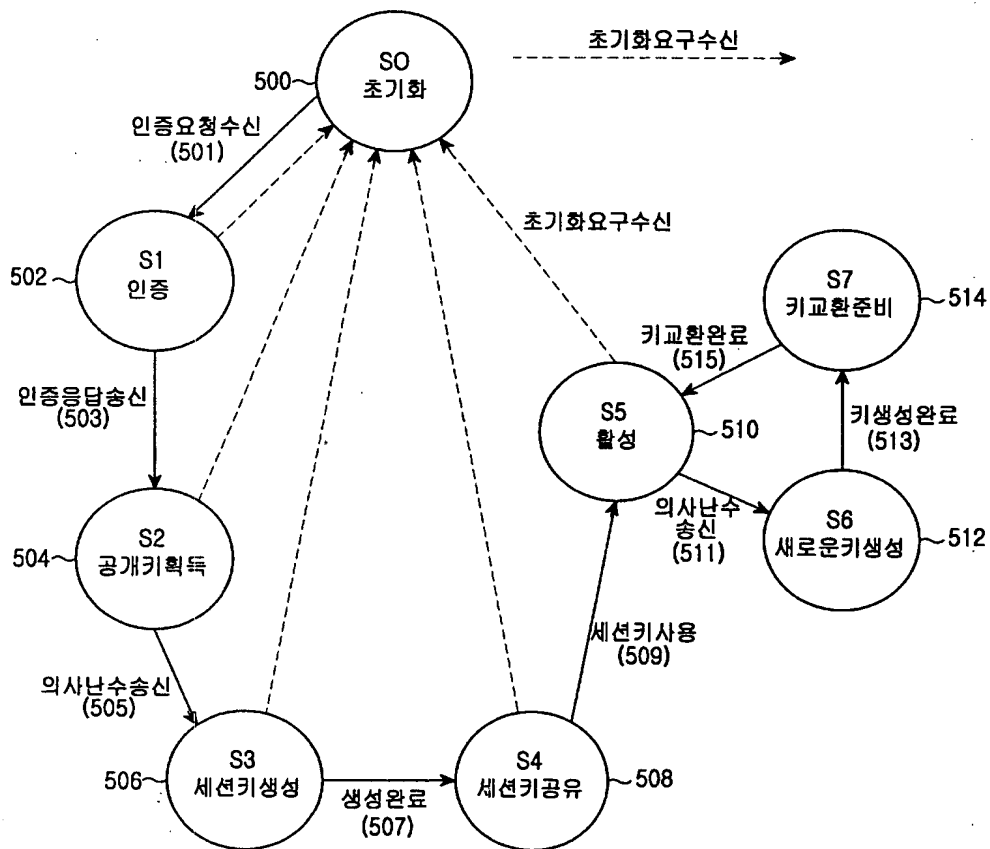 S0
초기화
500
초기화요구수신
인증요청수신
(501)
S1
인증
502
초기화요구수신
S7
키교환준비
514
키교환완료
(515)
인증응답송신
(503)
S5
활성
510
키생성완료
(513)
의사난수
송신
(511)
S6
새로운키생성
512
S2
공개키획득
504
세션키사용
(509)
의사난수송신
(505)
S3
세션키생성
506
생성완료
(507)
S4
세션키공유
508